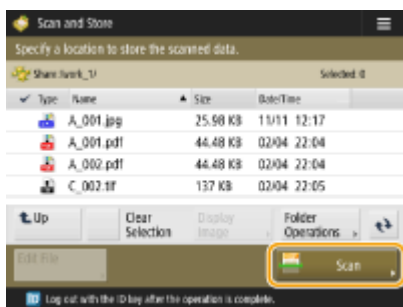 Scan and Store
Specify a location to store the scanned data.
Share:/work_1/ Selected: 0
Type Name Size Date/Time
A_001.jpg 25.98 KB 11/11 12:17
A_001.pdf 44.48 KB 02/04 22:04
A_002.pdf 44.48 KB 02/04 22:04
C_002.tif 137 KB 02/04 22:05
Up Clear Selection Display Image Folder Operations
Edit File Scan
ID Log out with the ID key after the operation is complete.